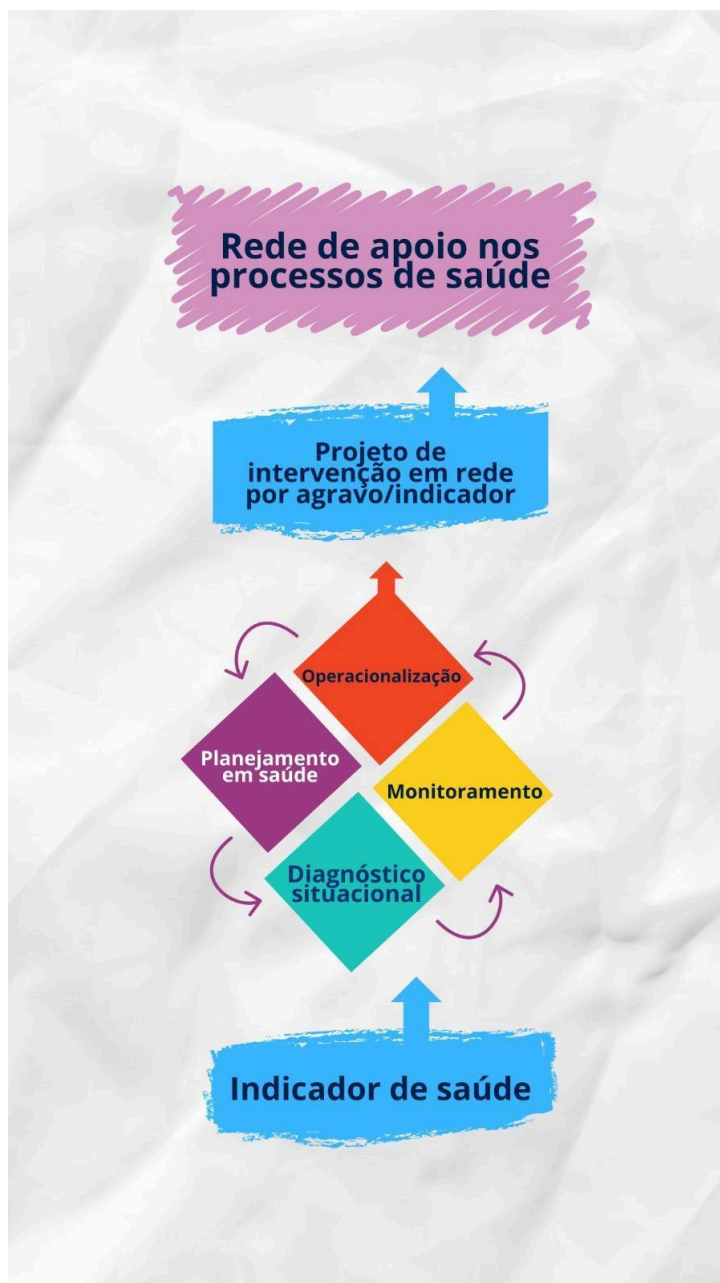 Rede de apoio nos
processos de saúde
Projeto de
intervenção em rede
por agravo/indicador
Operacionalização
Planejamento
em saúde
Monitoramento
Diagnóstico
situacional
Indicador de saúde